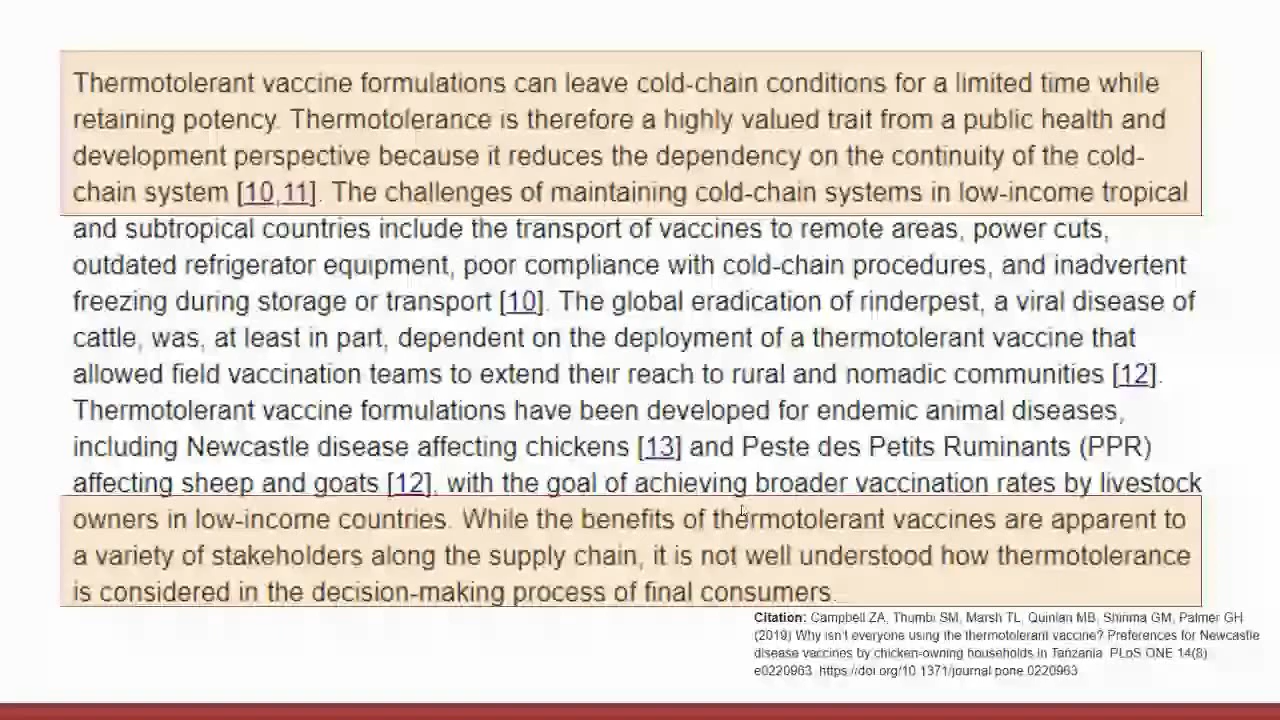 Thermotolerant vaccine formulations can leave cold-chain conditions for a limited time while
retaining potency. Thermotolerance is therefore a highly valued trait from a public health and
development perspective because it reduces the dependency on the continuity of the cold-
chain system [10,11]. The challenges of maintaining cold-chain systems in low-income tropical
and subtropical countries include the transport of vaccines to remote areas, power cuts,
outdated refrigerator equipment, poor compliance with cold-chain procedures, and inadvertent
freezing during storage or transport [10]. The global eradication of rinderpest, a viral disease of
cattle, was, at least in part, dependent on the deployment of a thermotolerant vaccine that
allowed field vaccination teams to extend their reach to rural and nomadic communities [12].
Thermotolerant vaccine formulations have been developed for endemic animal diseases,
including Newcastle disease affecting chickens [13] and Peste des Petits Ruminants (PPR)
affecting sheep and goats [12], with the goal of achieving broader vaccination rates by livestock
owners in low-income countries. While the benefits of thermotolerant vaccines are apparent to
a variety of stakeholders along the supply chain, it is not well understood how thermotolerance
is considered in the decision-making process of final consumers.
Citation: Campbell ZA, Thumbi SM, Marsh TL, Quinlan MB, Shirima GM, Palmer GH
(2019) Why isn't everyone using the thermotolerant vaccine? Preferences for Newcastle
disease vaccines by chicken-owning households in Tanzania. PLoS ONE 14(8):
e0220963. https://doi.org/10.1371/journal.pone.0220963